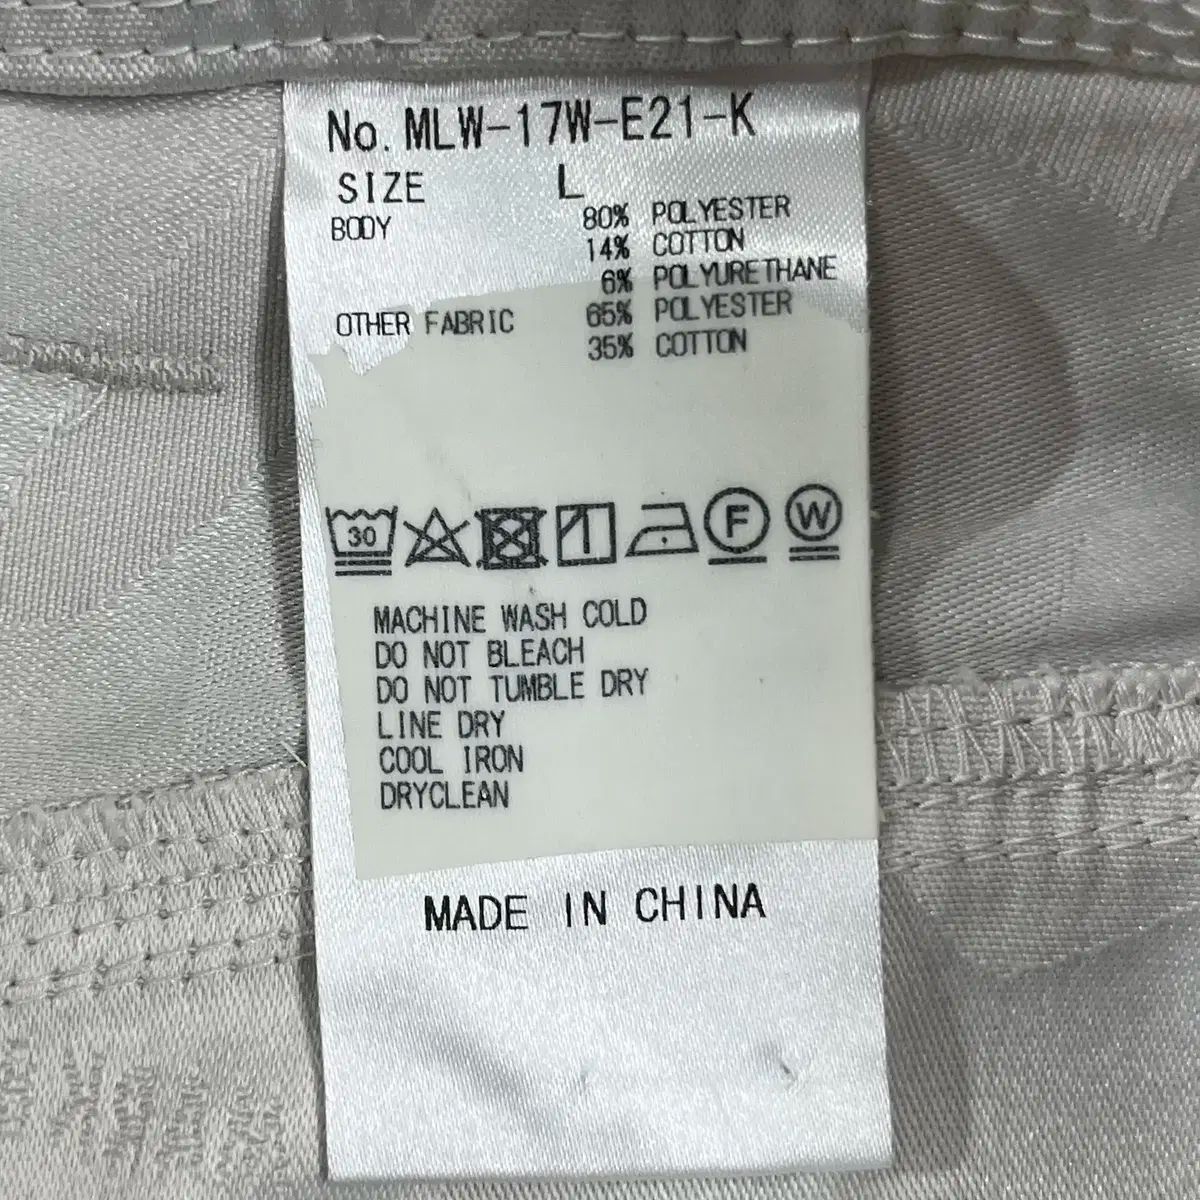 No. MLW-17W-E21-K
SIZE L
BODY 80% POLYESTER
14% COTTON
6% POLYURETHANE
OTHER FABRIC 65% POLYESTER
35% COTTON
30 F W
MACHINE WASH COLD
DO NOT BLEACH
DO NOT TUMBLE DRY
LINE DRY
COOL IRON
DRYCLEAN
MADE IN CHINA